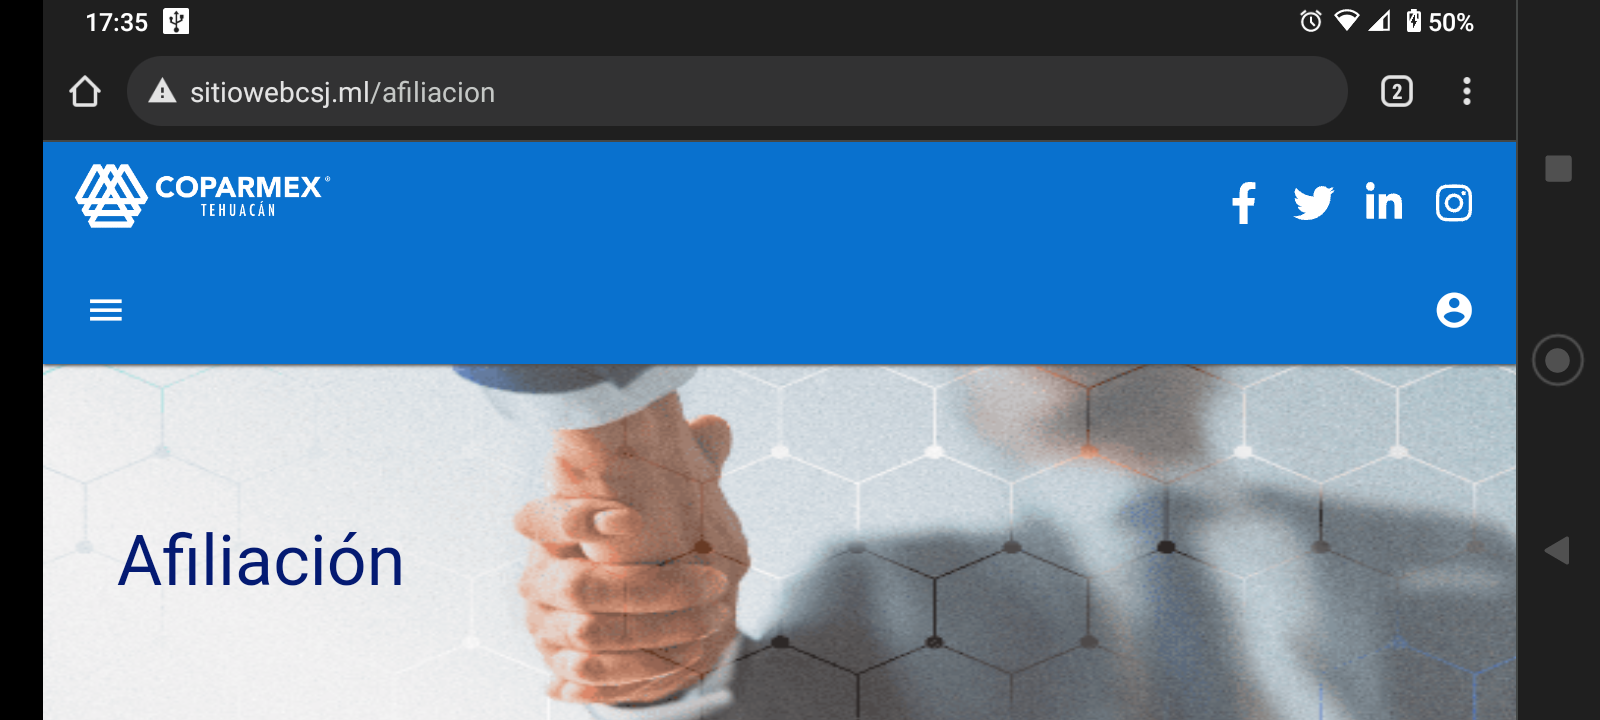 17:35
50%
sitiowebcsj.ml/afiliacion
2
COPARMEX®
TEHUACÁN
Afiliación